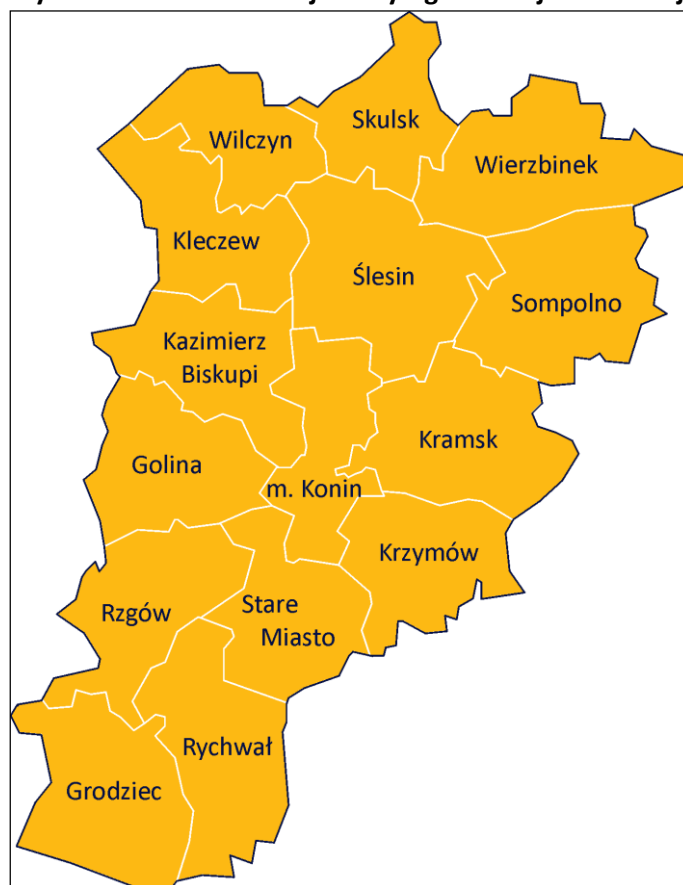 Skulsk
Wilczyn
Wierzbinek
Kleczew
Ślesin
Sompolno
Kazimierz
Biskupi
Kramsk
Golina
m. Konin
Krzymów
Stare
Miasto
Rzgów
Rychwał
Grodziec